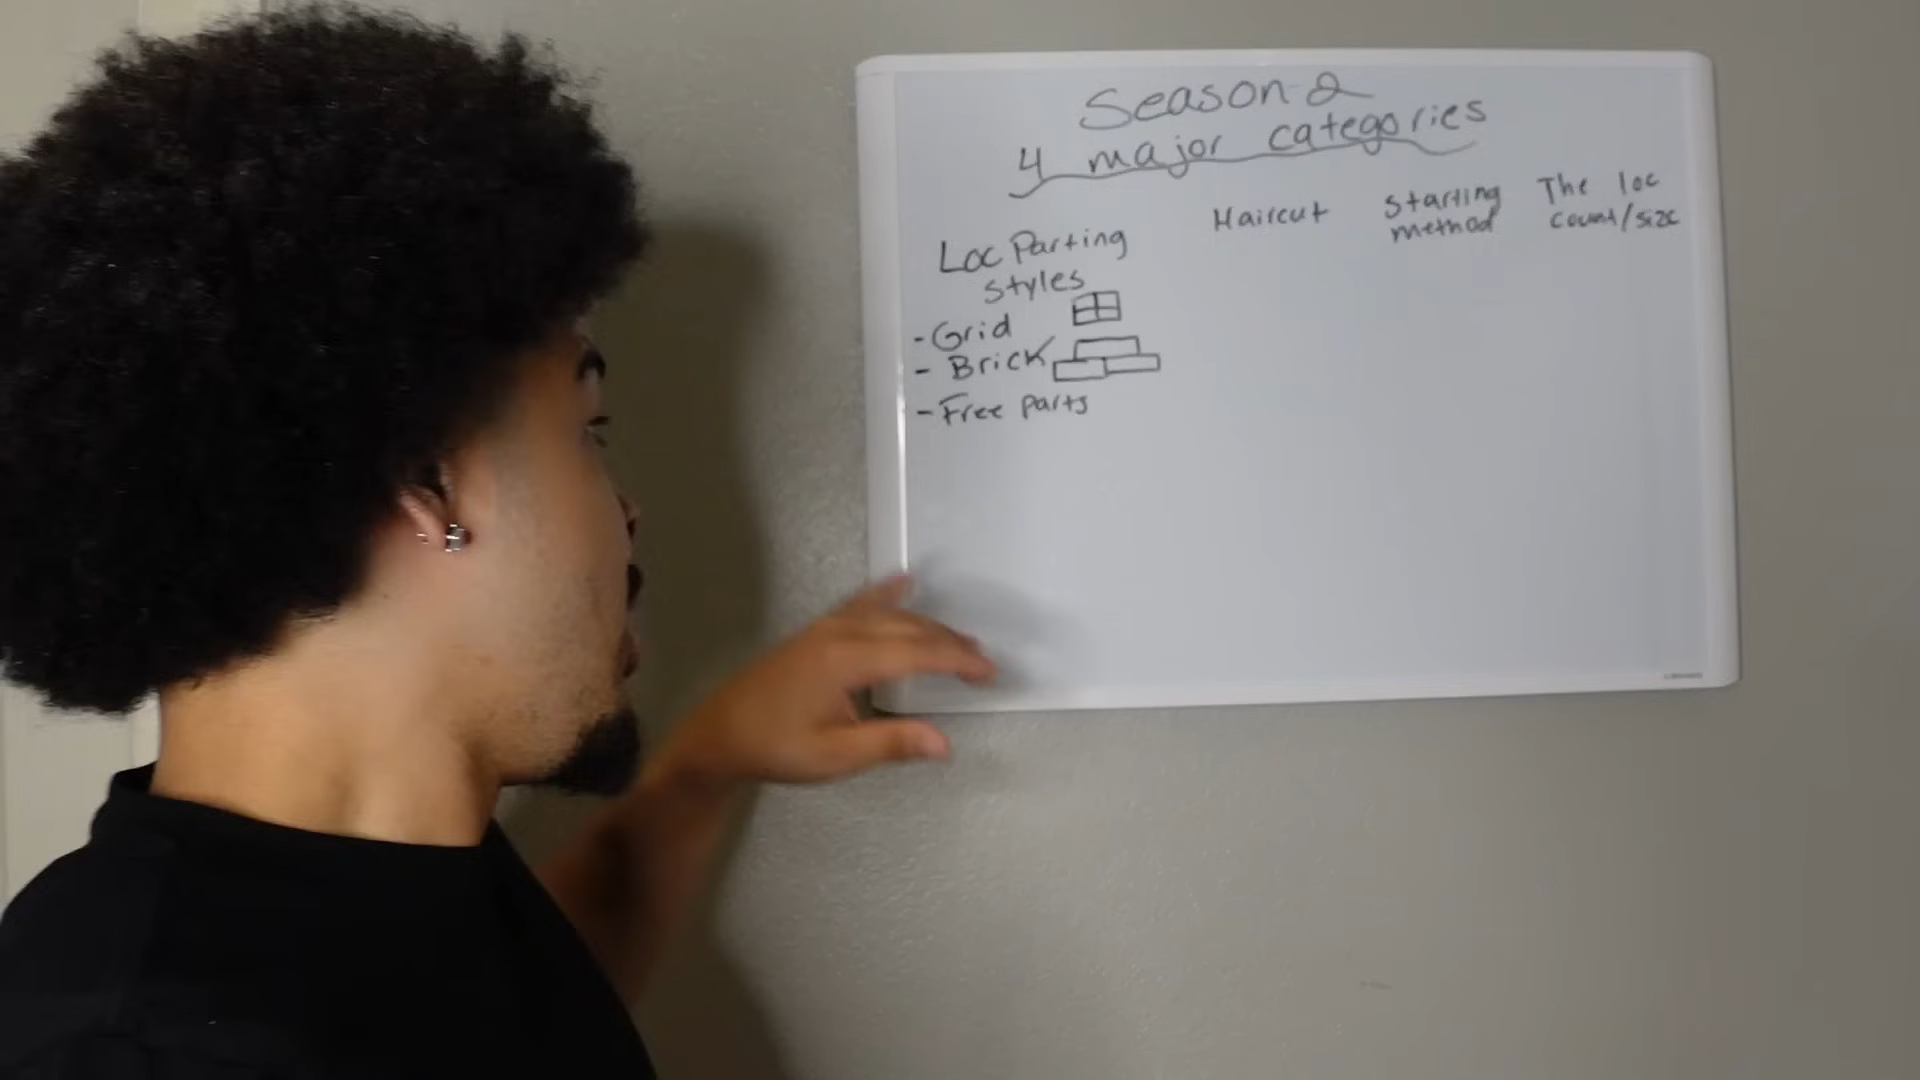 Season 2
4 major categories
Loc Parting
styles
- Grid
- Brick
- Free parts
Haircut
Starting
method
The loc
count/size